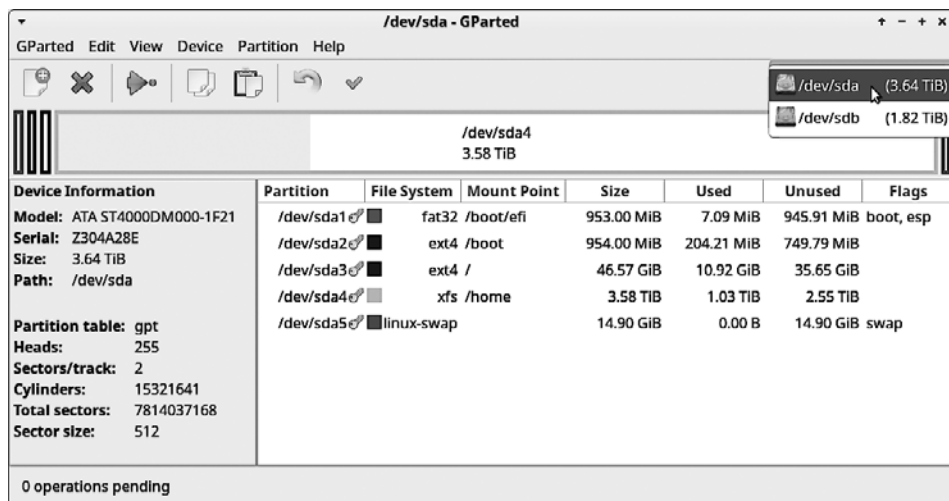 /dev/sda - GParted
GParted Edit View Device Partition Help
/dev/sda (3.64 TiB)
/dev/sdb (1.82 TiB)
/dev/sda4
3.58 TiB
Device Information
Model: ATA ST4000DM000-1F21
Serial: Z304A28E
Size: 3.64 TiB
Path: /dev/sda
Partition table: gpt
Heads: 255
Sectors/track: 2
Cylinders: 15321641
Total sectors: 7814037168
Sector size: 512
Partition File System Mount Point Size Used Unused Flags
/dev/sda1 fat32 /boot/efi 953.00 MiB 7.09 MiB 945.91 MiB boot, esp
/dev/sda2 ext4 /boot 954.00 MiB 204.21 MiB 749.79 MiB
/dev/sda3 ext4 / 46.57 GiB 10.92 GiB 35.65 GiB
/dev/sda4 xfs /home 3.58 TiB 1.03 TiB 2.55 TiB
/dev/sda5 linux-swap 14.90 GiB 0.00 B 14.90 GiB swap
0 operations pending